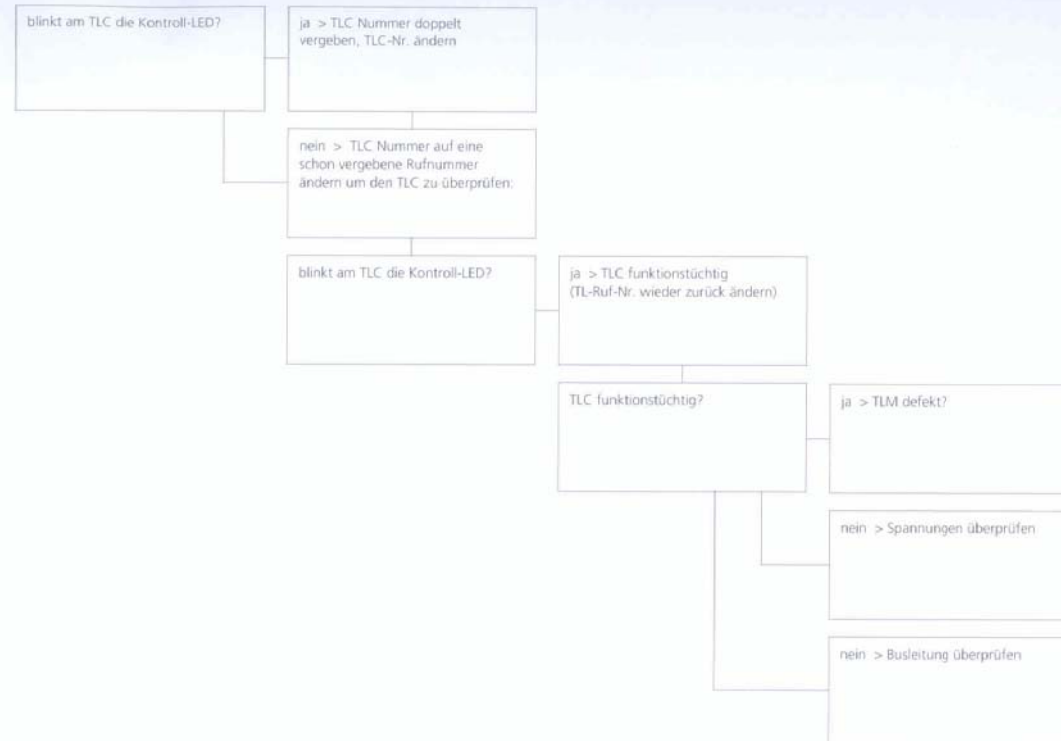 blinkt am TLC die Kontroll-LED?
ja > TLC Nummer doppelt
vergeben, TLC-Nr. ändern
nein > TLC Nummer auf eine
schon vergebene Rufnummer
ändern um den TLC zu überprüfen:
blinkt am TLC die Kontroll-LED?
ja > TLC funktionstüchtig
(TL-Ruf-Nr. wieder zurück ändern)
TLC funktionstüchtig?
ja > TLM defekt?
nein > Spannungen überprüfen
nein > Busleitung überprüfen